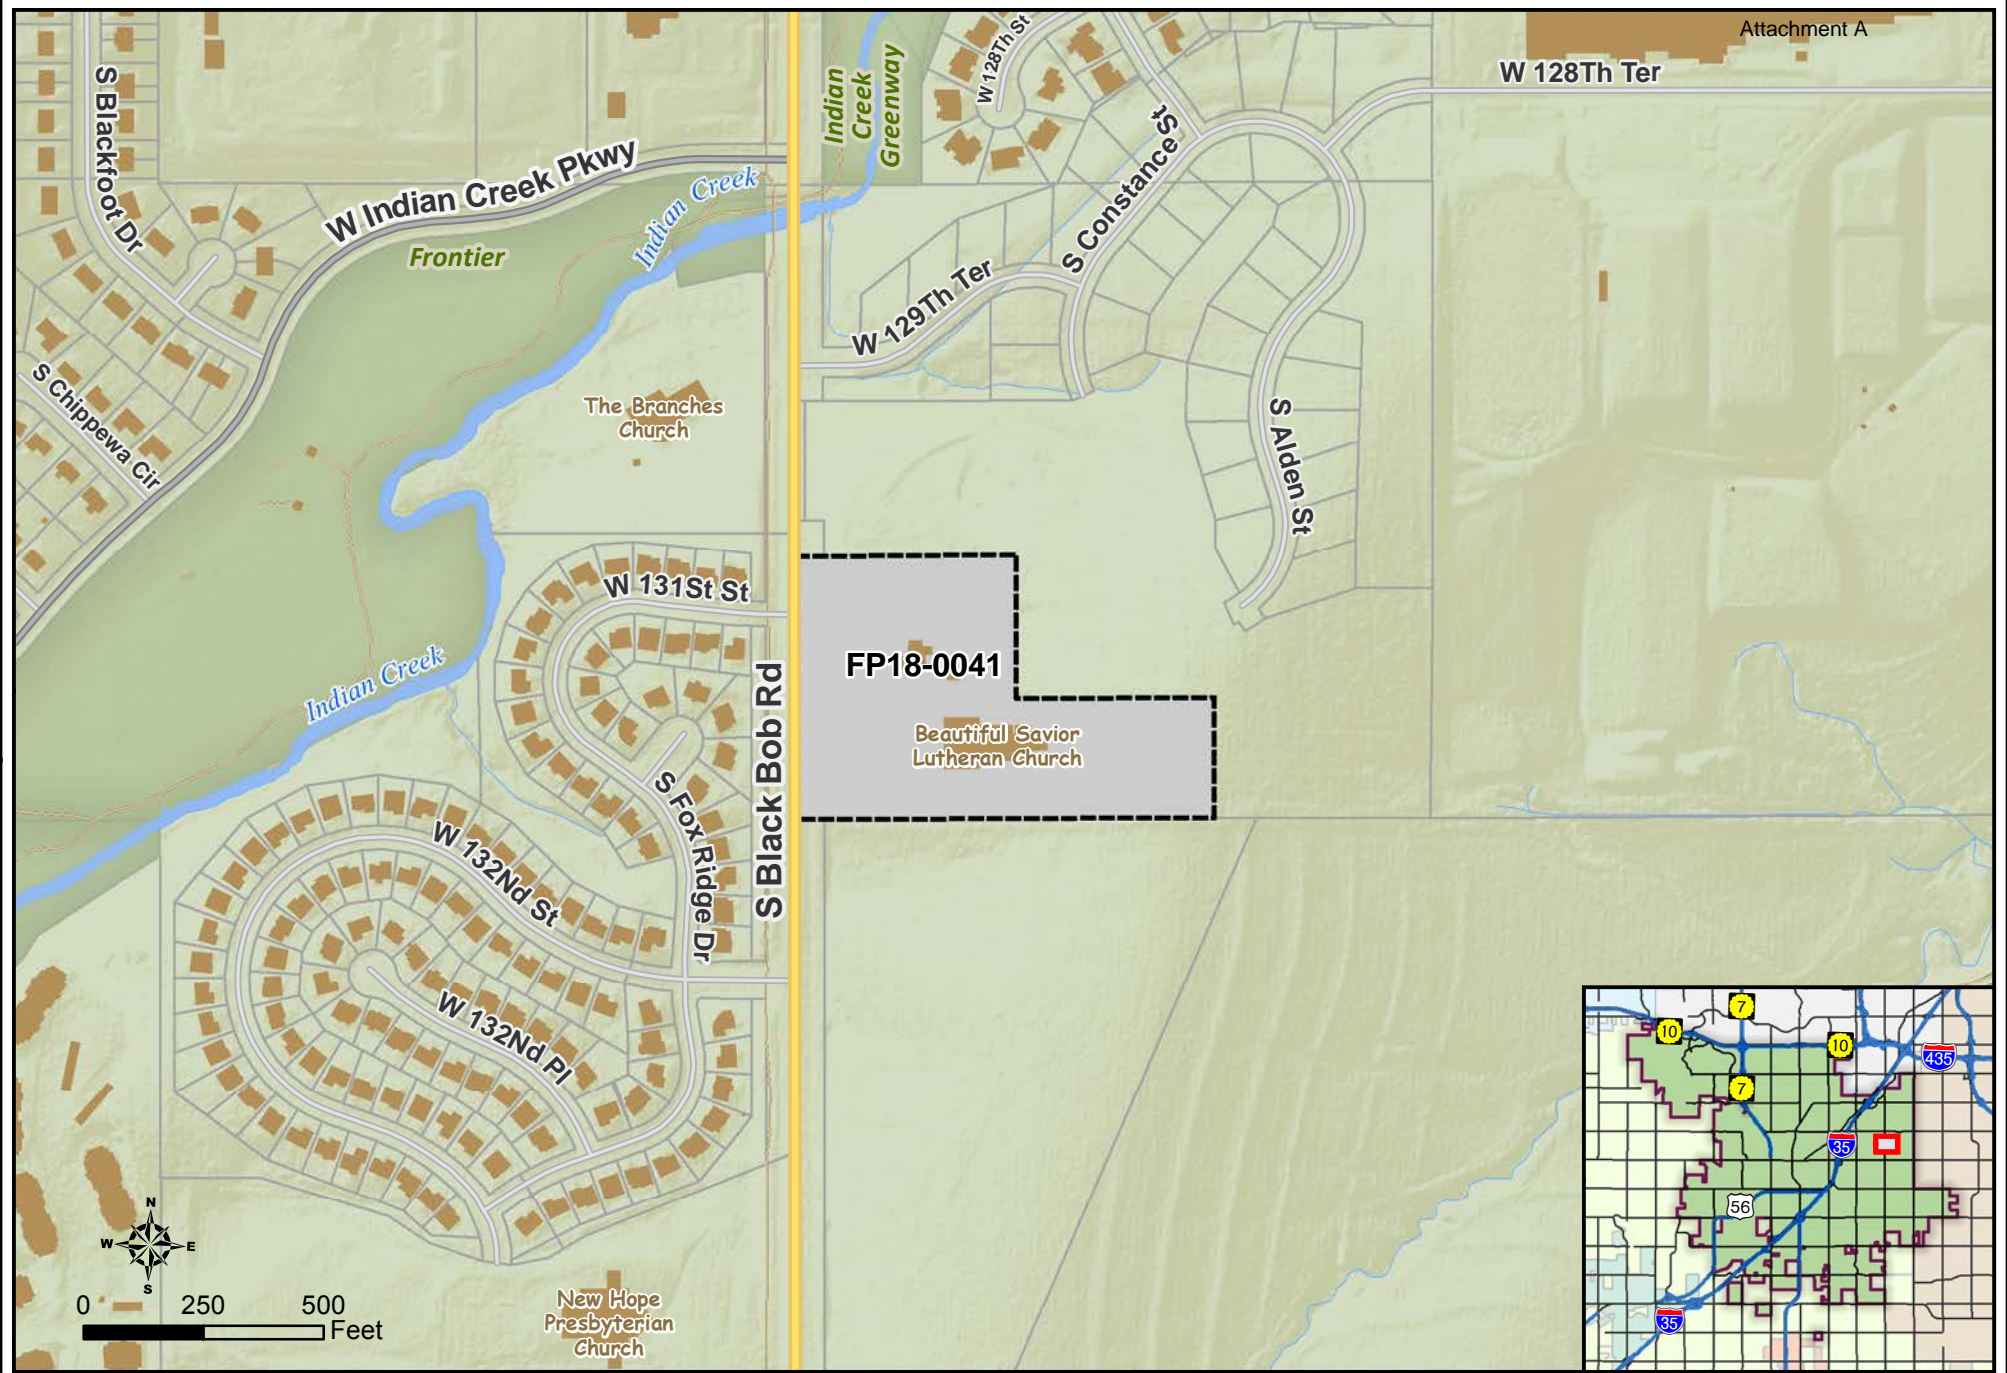 Attachment A
W 128Th Ter
W 128Th St
Indian
Creek
Greenway
S Blackfoot Dr
W Indian Creek Pkwy
Indian Creek
Frontier
S Constance St
W 129Th Ter
S Chippewa Cir
The Branches
Church
S Alden St
W 131St St
FP18-0041
Indian Creek
S Black Bob Rd
Beautiful Savior
Lutheran Church
S Fox Ridge Dr
W 132Nd St
W 132Nd Pl
7
10
10
435
7
35
56
35
N
W E
S
0 250 500
Feet
New Hope
Presbyterian
Church